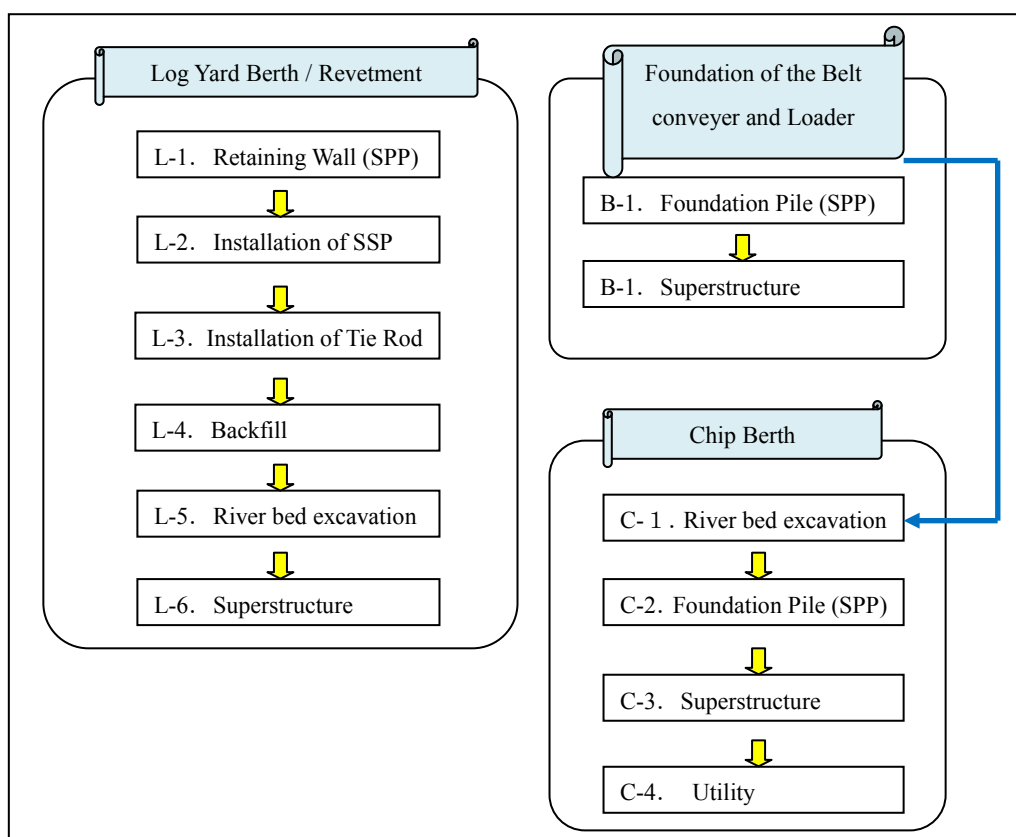 Log Yard Berth / Revetment
L-1. Retaining Wall (SPP)
L-2. Installation of SSP
L-3. Installation of Tie Rod
L-4. Backfill
L-5. River bed excavation
L-6. Superstructure
Foundation of the Belt
conveyer and Loader
B-1. Foundation Pile (SPP)
B-1. Superstructure
Chip Berth
C-１. River bed excavation
C-2. Foundation Pile (SPP)
C-3. Superstructure
C-4. Utility